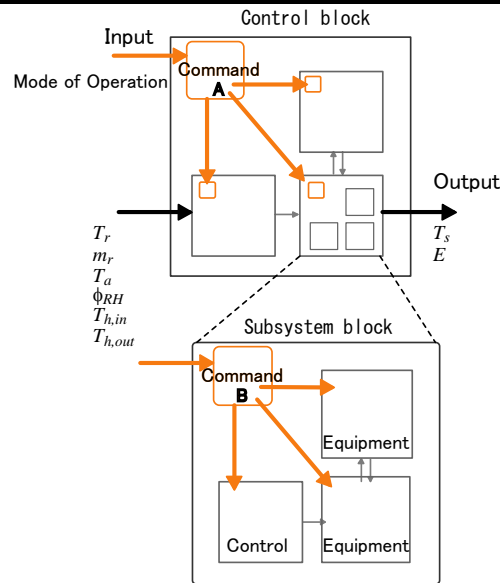 Control block
Input
Command
A
Mode of Operation
Output
T_r
m_r
T_a
ϕ_RH
T_h,in
T_h,out
T_s
E
Subsystem block
Command
B
Equipment
Control
Equipment